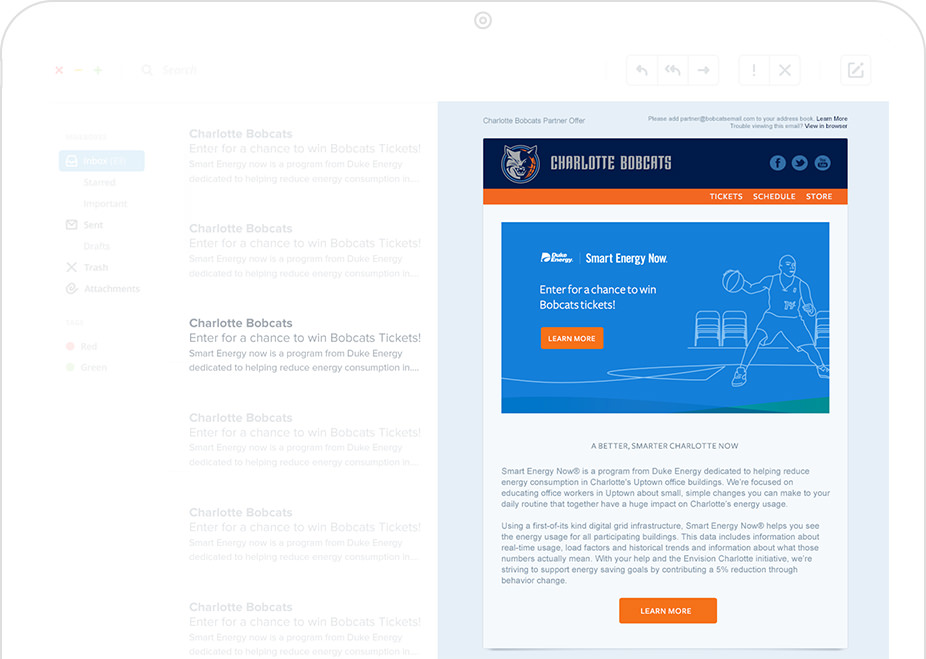 Search
Inbox (13)
Starred
Important
Sent
Drafts
Trash
Attachments
Red
Green
Charlotte Bobcats
Enter for a chance to win Bobcats Tickets!
Smart Energy now is a program from Duke Energy
dedicated to helping reduce energy consumption in....
Charlotte Bobcats
Enter for a chance to win Bobcats Tickets!
Smart Energy now is a program from Duke Energy
dedicated to helping reduce energy consumption in....
Charlotte Bobcats
Enter for a chance to win Bobcats Tickets!
Smart Energy now is a program from Duke Energy
dedicated to helping reduce energy consumption in....
Charlotte Bobcats
Enter for a chance to win Bobcats Tickets!
Smart Energy now is a program from Duke Energy
dedicated to helping reduce energy consumption in....
Charlotte Bobcats
Enter for a chance to win Bobcats Tickets!
Smart Energy now is a program from Duke Energy
dedicated to helping reduce energy consumption in....
Charlotte Bobcats
Enter for a chance to win Bobcats Tickets!
Smart Energy now is a program from Duke Energy
dedicated to helping reduce energy consumption in....
Charlotte Bobcats Partner Offer
Please add partner@bobcatsemail.com to your address book. Learn More
Trouble viewing this email? View in browser
CHARLOTTE BOBCATS
TICKETS SCHEDULE STORE
Duke Energy. Smart Energy Now.
Enter for a chance to win
Bobcats tickets!
LEARN MORE
A BETTER, SMARTER CHARLOTTE NOW
Smart Energy Now® is a program from Duke Energy dedicated to helping reduce
energy consumption in Charlotte's Uptown office buildings. We're focused on
educating office workers in Uptown about small, simple changes you can make to your
daily routine that together have a huge impact on Charlotte's energy usage.
Using a first-of-its kind digital grid infrastructure, Smart Energy Now® helps you see
the energy usage for all participating buildings. This data includes information about
real-time usage, load factors and historical trends and information about what those
numbers actually mean. With your help and the Envision Charlotte initiative, we're
striving to support energy saving goals by contributing a 5% reduction through
behavior change.
LEARN MORE